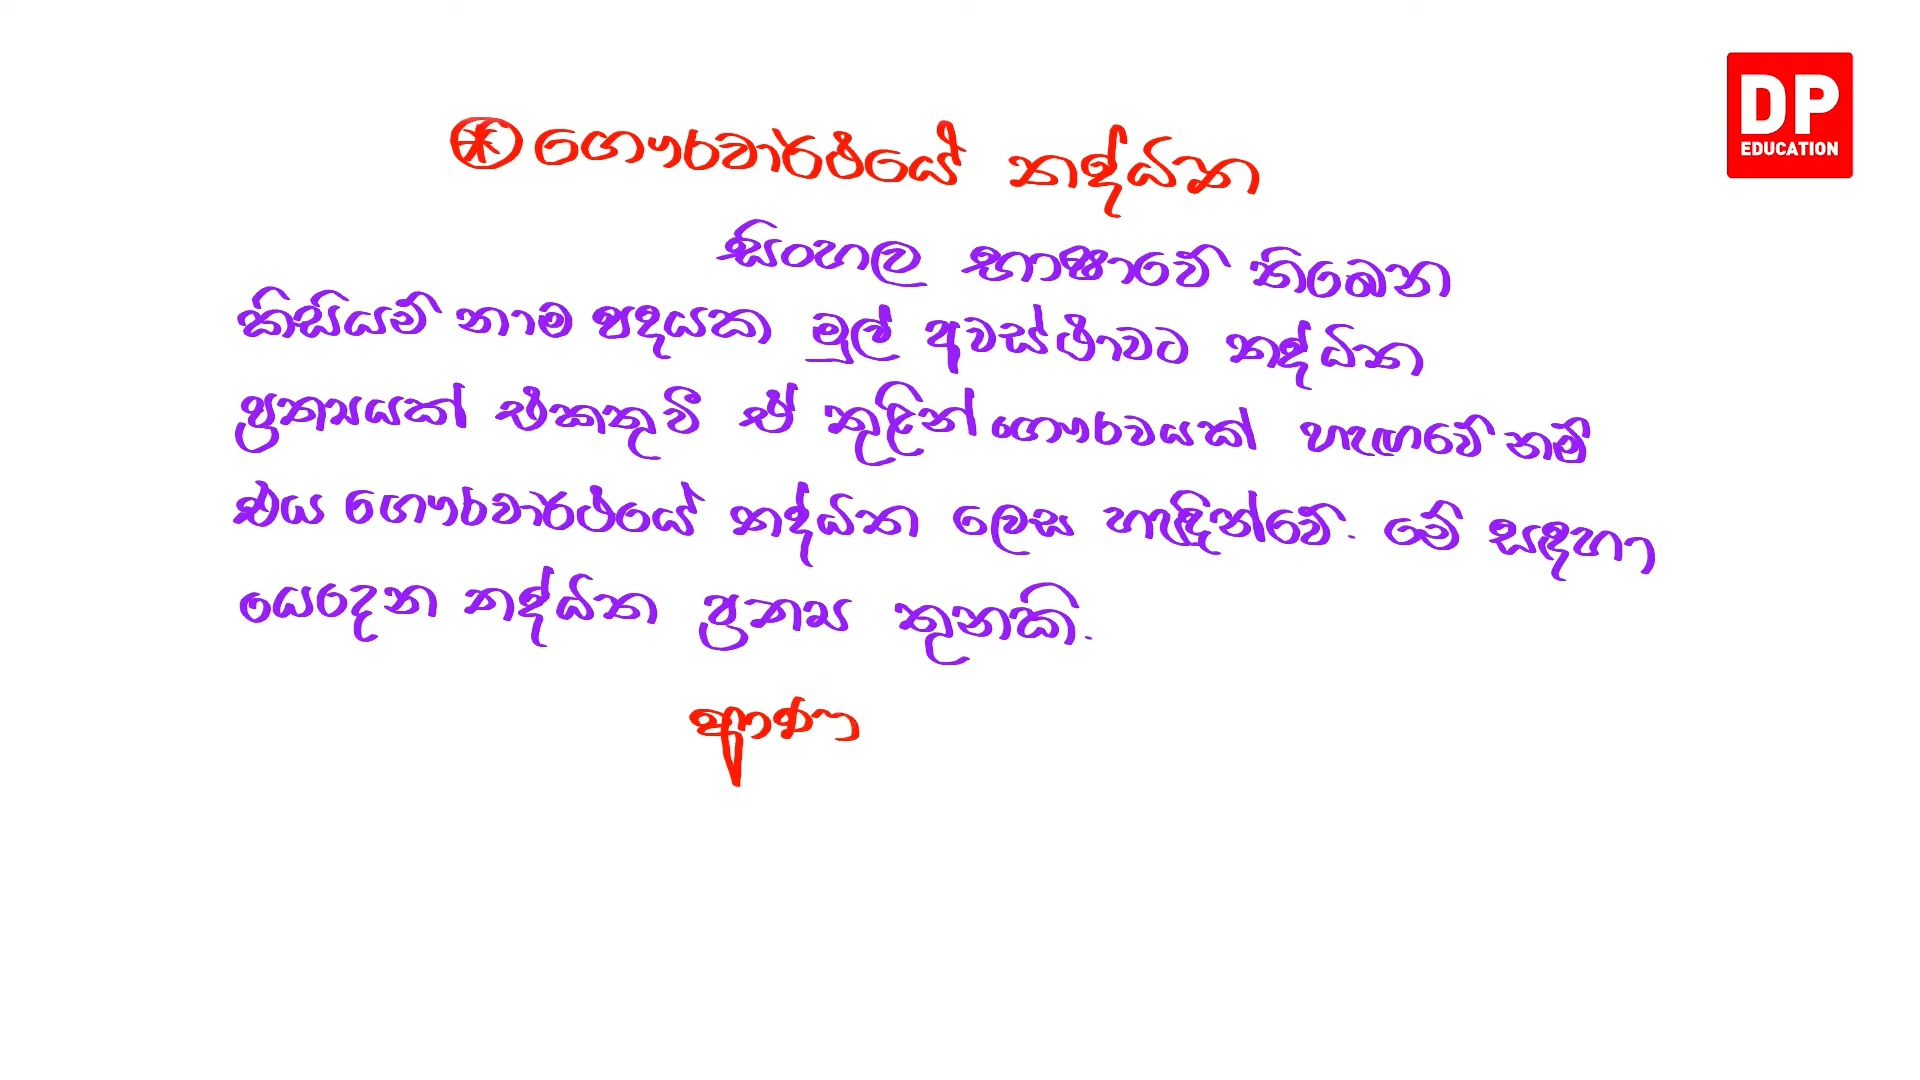 DP
EDUCATION
⊛ ගෞරවාර්ථයේ තද්ධිත
සිංහල භාෂාවේ තිබෙන
කිසියම් නාම පදයක මුල් අවස්ථාවට තද්ධිත
ප්‍රත්‍යයක් එකතුවී ඒ තුළින් ගෞරවයක් හැඟවේ නම්
එය ගෞරවාර්ථයේ තද්ධිත ලෙස හැඳින්වේ. මේ සඳහා
යෙදෙන තද්ධිත ප්‍රත්‍ය තුනකි.